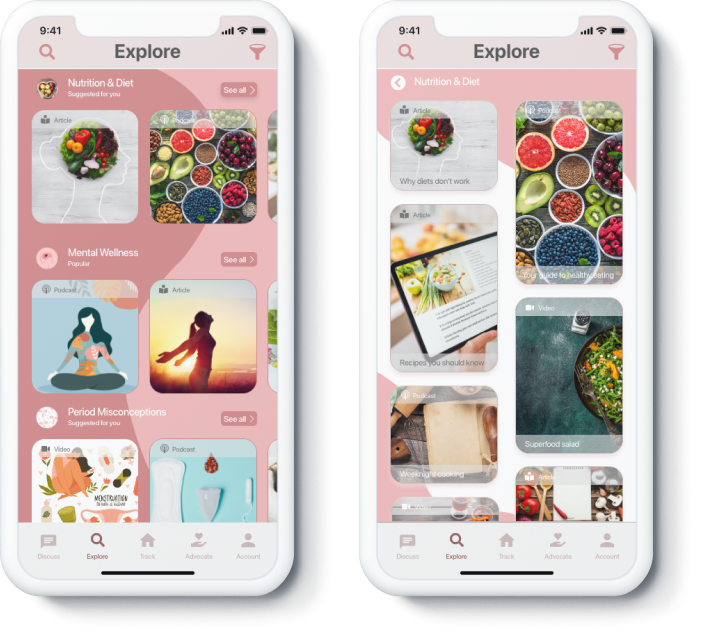 9:41
Explore
Nutrition & Diet
Suggested for you
See all
Article
Podcast
Mental Wellness
Popular
See all
Podcast
Article
Period Misconceptions
Suggested for you
See all
Video
Podcast
MENSTRUATION
Discuss
Explore
Track
Advocate
Account
9:41
Explore
Nutrition & Diet
Article
Why diets don't work
Podcast
Your guide to healthy eating
Article
Recipes you should know
Video
Superfood salad
Podcast
Weeknight cooking
Article
Video
Discuss
Explore
Track
Advocate
Account